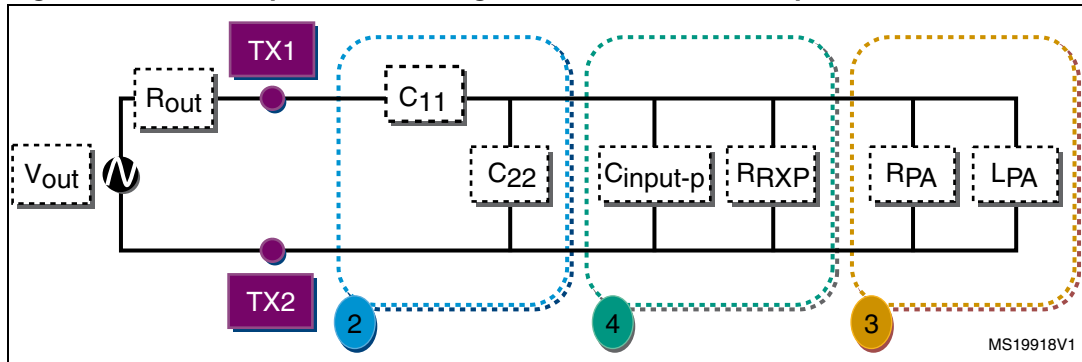 TX1
Rout
C11
Vout
C22
Cinput-p
RRXP
RPA
LPA
TX2
2
4
3
MS19918V1